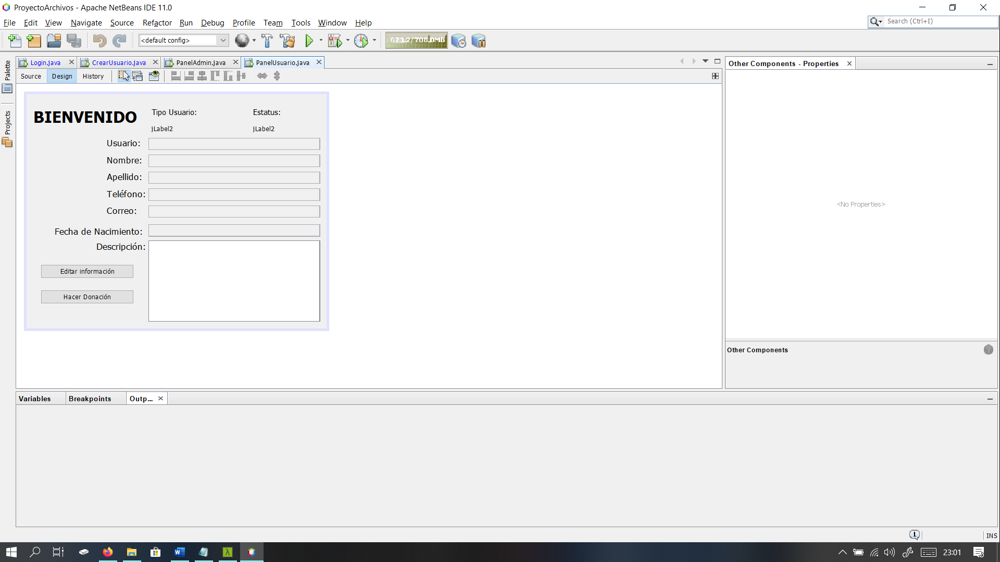 ProyectoArchivos - Apache NetBeans IDE 11.0
File Edit View Navigate Source Refactor Run Debug Profile Team Tools Window Help
Search (Ctrl+I)
<default config>
673.2/708.0MB
Palette
Projects
Login.java CrearUsuario.java PanelAdmin.java PanelUsuario.java
Source Design History
BIENVENIDO
Tipo Usuario: Estatus:
jLabel2 jLabel2
Usuario:
Nombre:
Apellido:
Teléfono:
Correo:
Fecha de Nacimiento:
Descripción:
Editar información
Hacer Donación
Other Components - Properties
<No Properties>
Other Components
?
Variables Breakpoints Outp...
1
INS
23:01